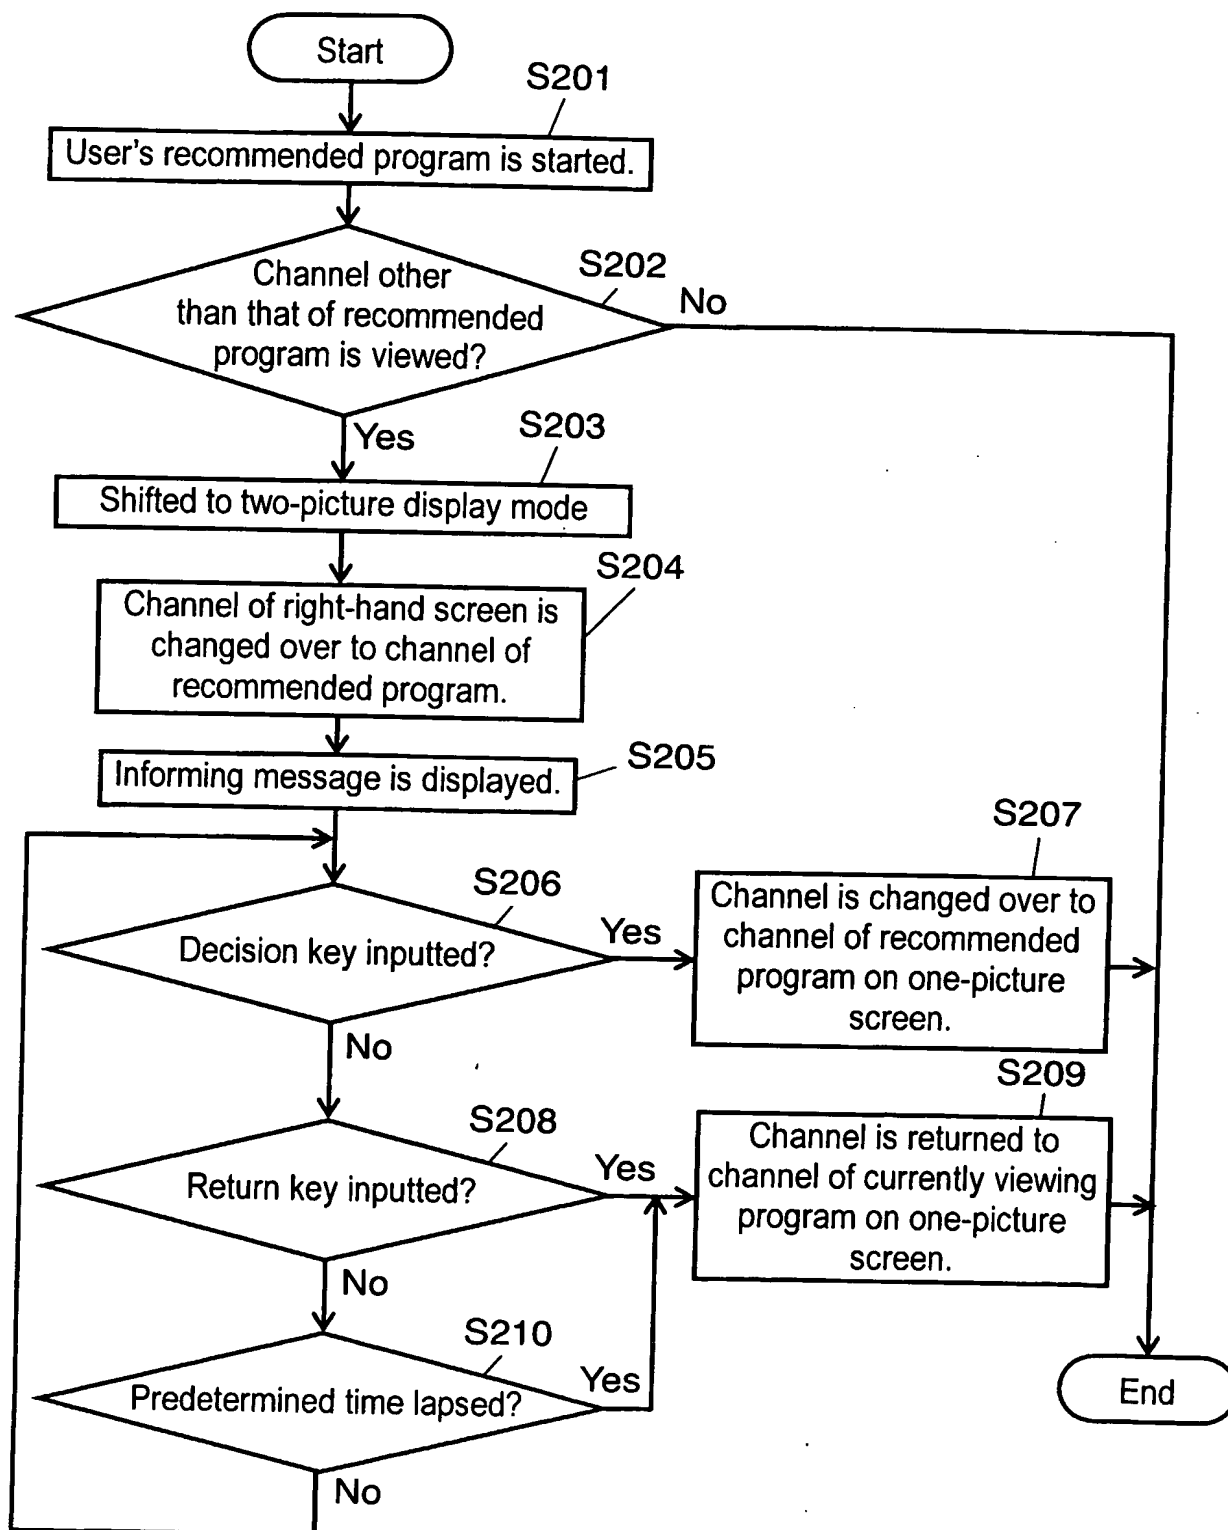 Start
S201
User's recommended program is started.
S202
Channel other
than that of recommended
program is viewed?
No
Yes
S203
Shifted to two-picture display mode
S204
Channel of right-hand screen is
changed over to channel of
recommended program.
S205
Informing message is displayed.
S206
Decision key inputted?
Yes
S207
Channel is changed over to
channel of recommended
program on one-picture
screen.
No
S208
Return key inputted?
Yes
S209
Channel is returned to
channel of currently viewing
program on one-picture
screen.
No
S210
Predetermined time lapsed?
Yes
No
End